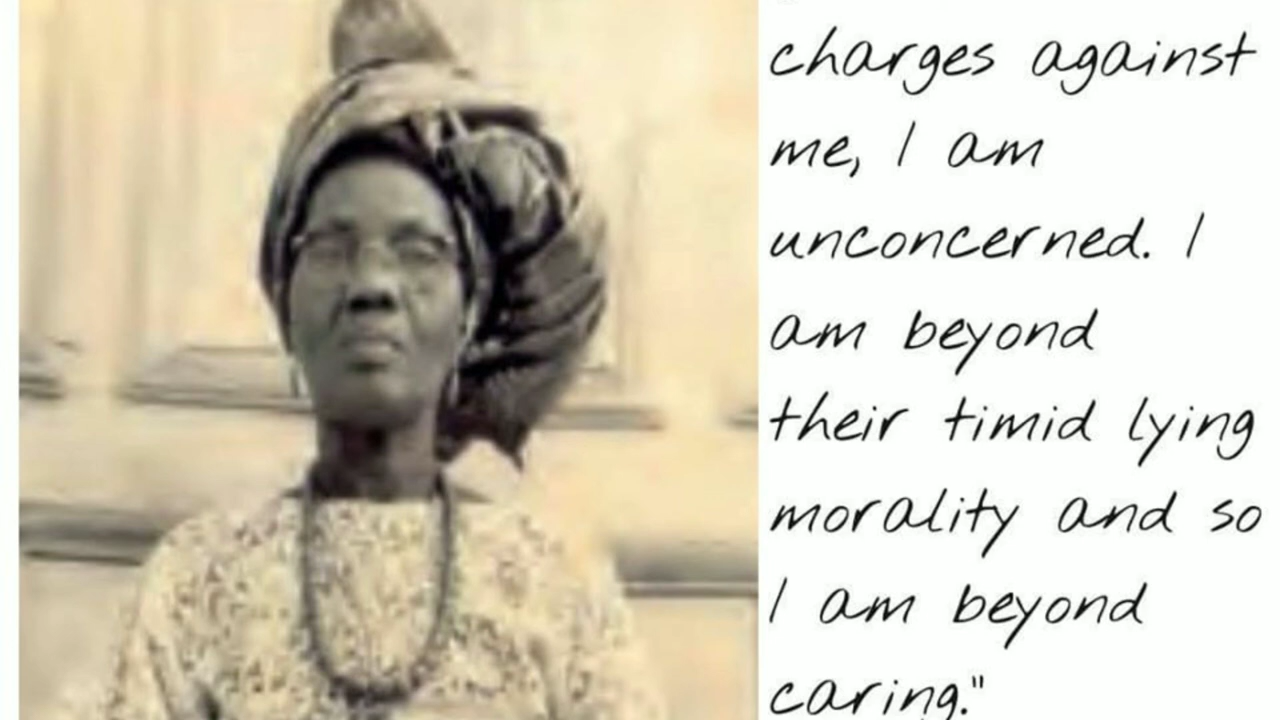 charges against
me, I am
unconcerned. I
am beyond
their timid lying
morality and so
I am beyond
caring."